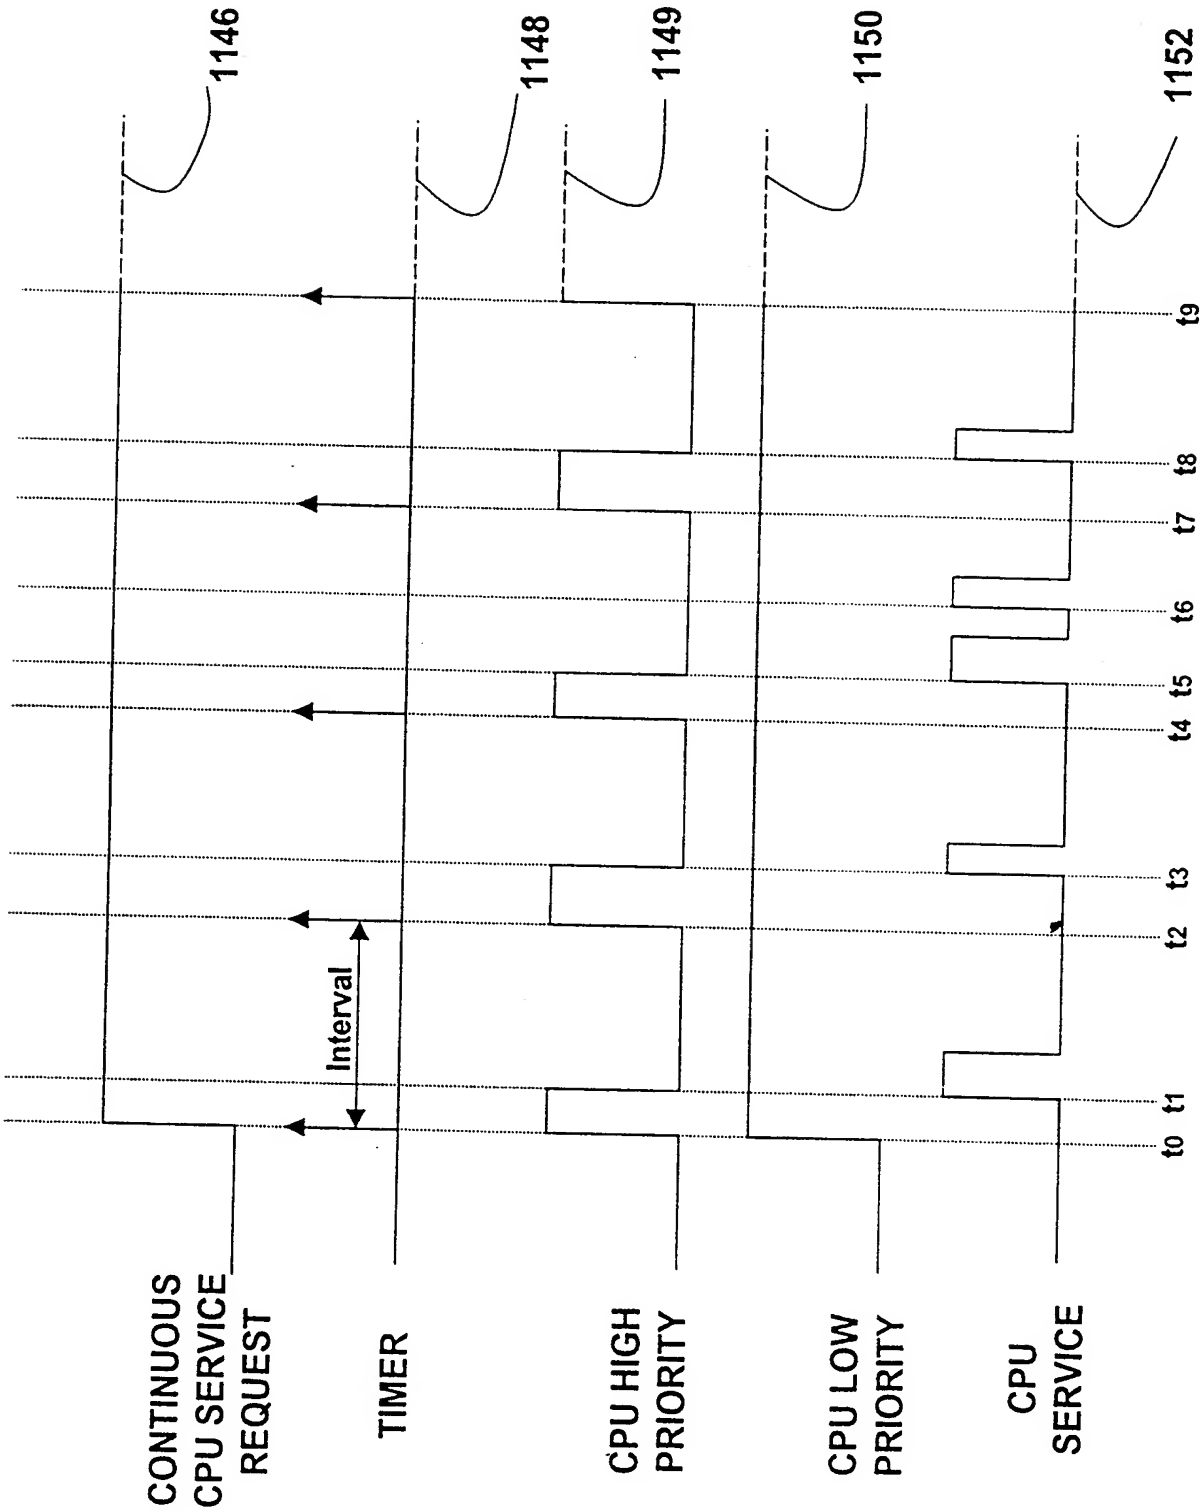 CONTINUOUS
CPU SERVICE
REQUEST
1146
TIMER
Interval
1148
CPU HIGH
PRIORITY
1149
CPU LOW
PRIORITY
1150
CPU
SERVICE
1152
t0
t1
t2
t3
t4
t5
t6
t7
t8
t9